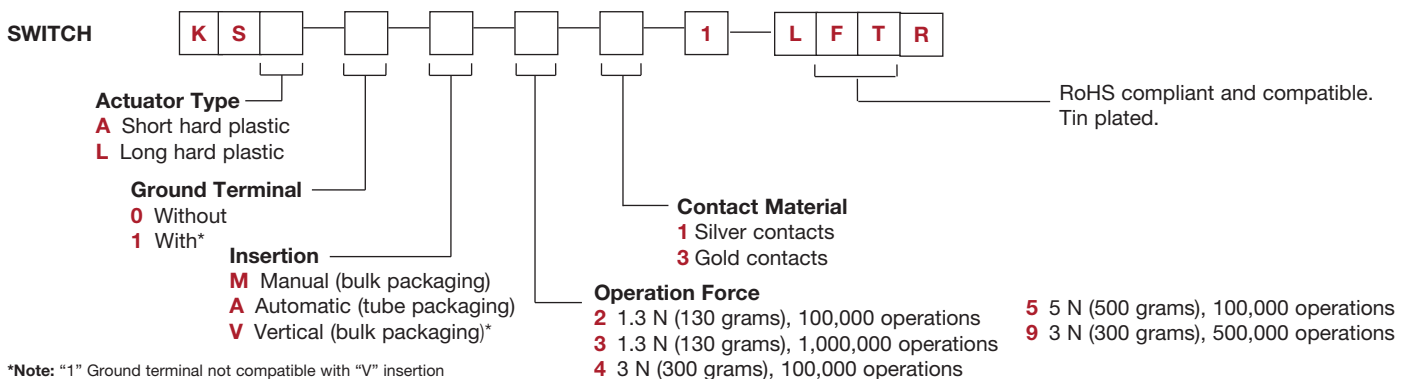 SWITCH K S 1 L F T R
Actuator Type
A Short hard plastic
L Long hard plastic
RoHS compliant and compatible.
Tin plated.
Ground Terminal
0 Without
1 With*
Insertion
M Manual (bulk packaging)
A Automatic (tube packaging)
V Vertical (bulk packaging)*
Contact Material
1 Silver contacts
3 Gold contacts
Operation Force
2 1.3 N (130 grams), 100,000 operations
3 1.3 N (130 grams), 1,000,000 operations
4 3 N (300 grams), 100,000 operations
5 5 N (500 grams), 100,000 operations
9 3 N (300 grams), 500,000 operations
*Note: “1” Ground terminal not compatible with “V” insertion